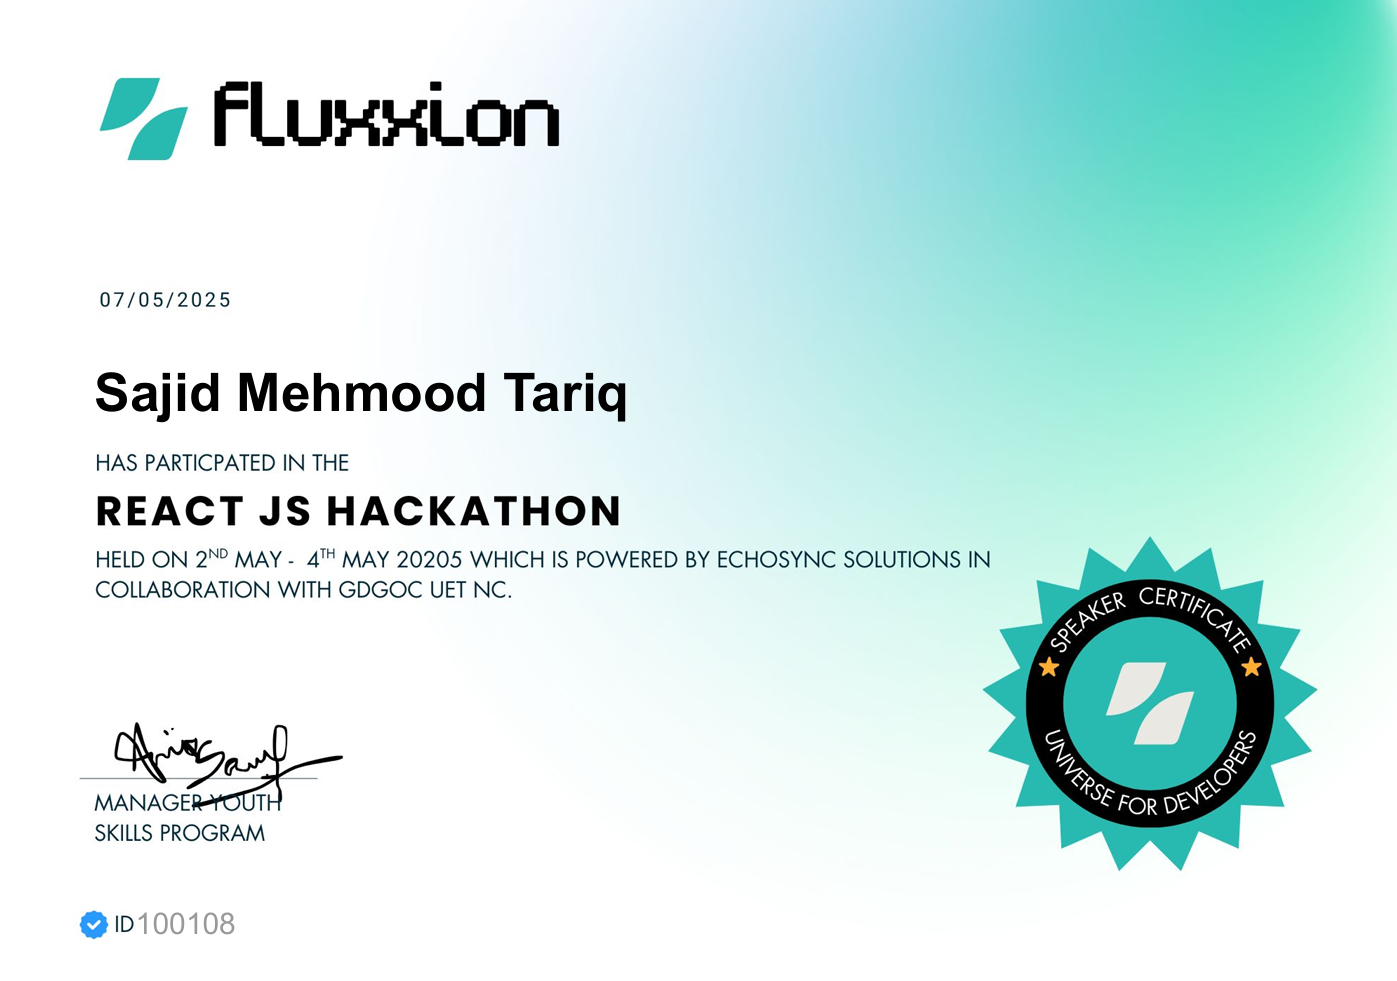 fluxxion
07/05/2025
Sajid Mehmood Tariq
HAS PARTICPATED IN THE
REACT JS HACKATHON
HELD ON 2ND MAY - 4TH MAY 20205 WHICH IS POWERED BY ECHOSYNC SOLUTIONS IN
COLLABORATION WITH GDGOC UET NC.
SPEAKER CERTIFICATE
UNIVERSE FOR DEVELOPERS
MANAGER YOUTH
SKILLS PROGRAM
ID 100108